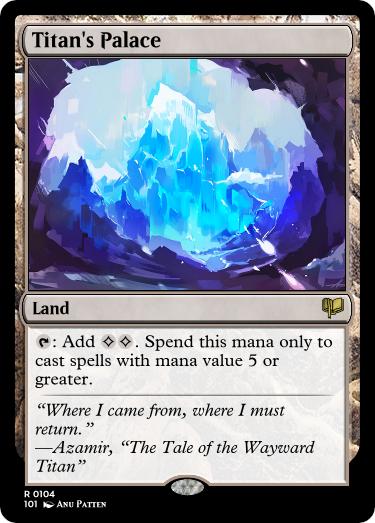 Titan's Palace
Land
: Add . Spend this mana only to
cast spells with mana value 5 or
greater.
“Where I came from, where I must
return.”
—Azamir, “The Tale of the Wayward
Titan”
R 0104
101 Anu Patten